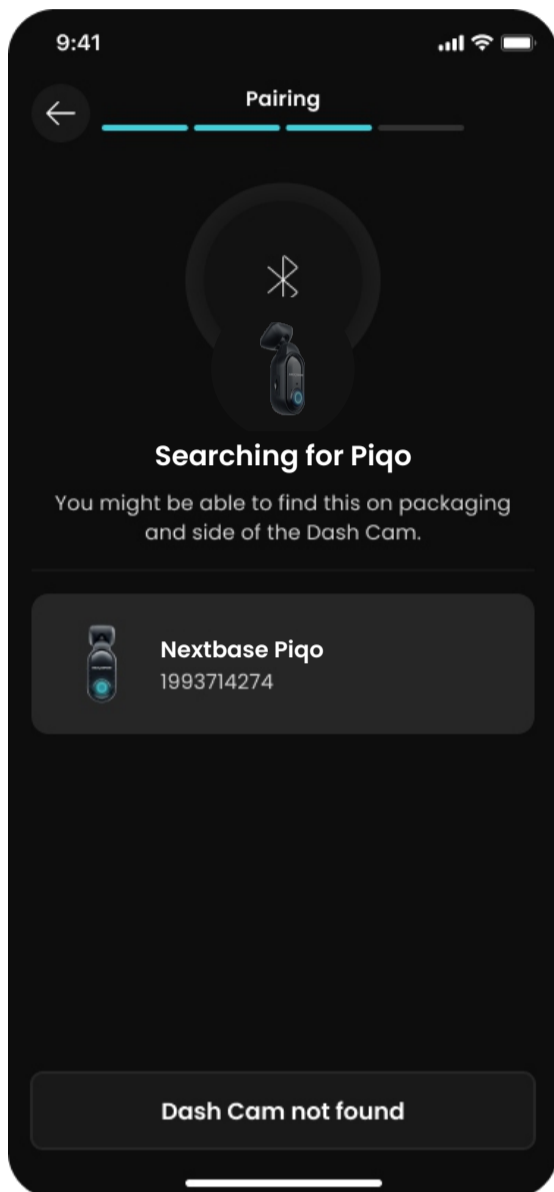 9:41
Pairing
Searching for Piqo
You might be able to find this on packaging
and side of the Dash Cam.
Nextbase Piqo
1993714274
Dash Cam not found